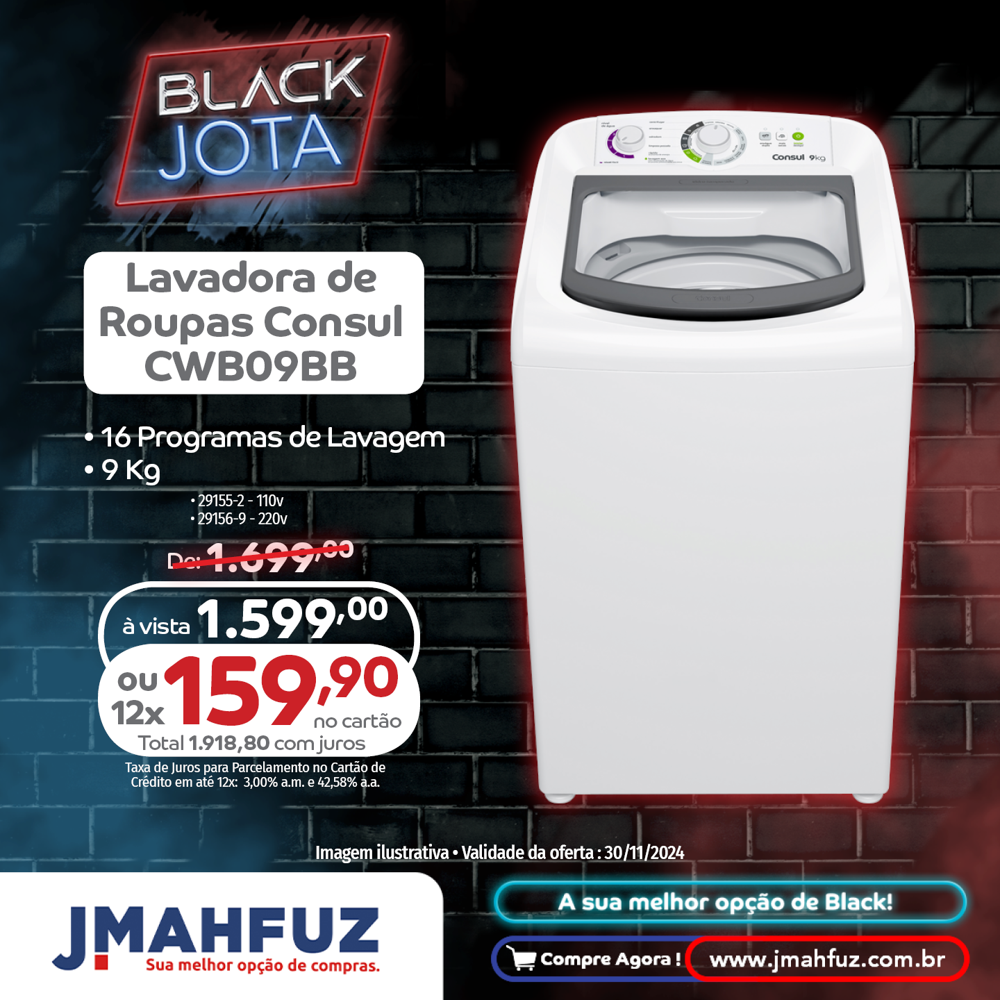 BLACK
JOTA
Consul 9kg
Lavadora de
Roupas Consul
CWB09BB
• 16 Programas de Lavagem
• 9 Kg
• 29155-2 - 110v
• 29156-9 - 220v
De: 1.699,00
à vista 1.599,00
ou
12x 159,90
no cartão
Total 1.918,80 com juros
Taxa de Juros para Parcelamento no Cartão de
Crédito em até 12x: 3,00% a.m. e 42,58% a.a.
Imagem ilustrativa • Validade da oferta : 30/11/2024
JMAHFUZ
Sua melhor opção de compras.
A sua melhor opção de Black!
Compre Agora !
www.jmahfuz.com.br